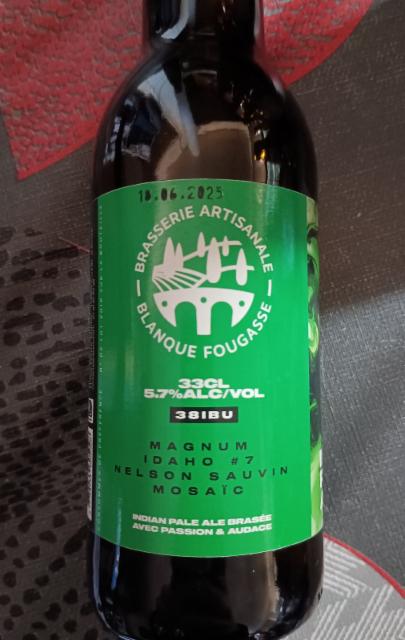 10.06.2025
BRASSERIE ARTISANALE
BLANQUE FOUGASSE
33CL
5.7%ALC/VOL
38IBU
MAGNUM
IDAHO #7
NELSON SAUVIN
MOSAÏC
INDIAN PALE ALE BRASÉE
AVEC PASSION & AUDACE